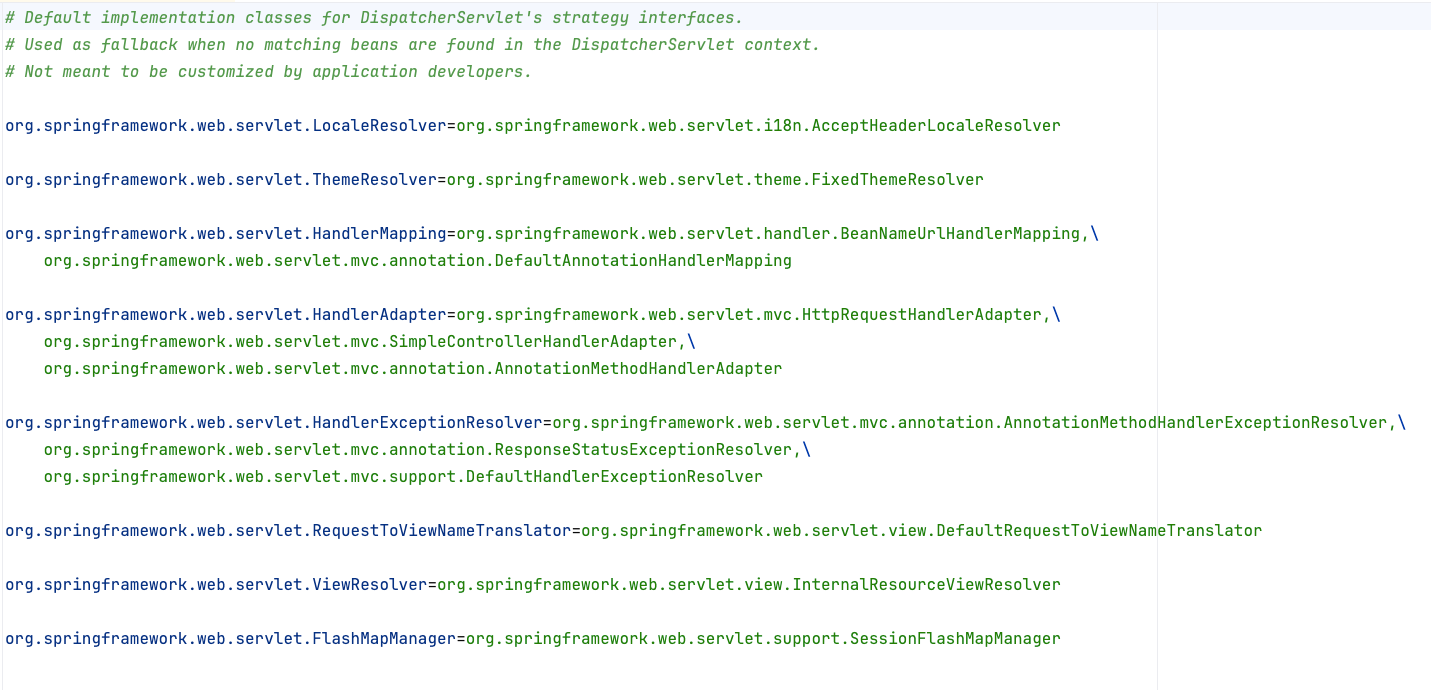 # Default implementation classes for DispatcherServlet's strategy interfaces.
# Used as fallback when no matching beans are found in the DispatcherServlet context.
# Not meant to be customized by application developers.
org.springframework.web.servlet.LocaleResolver=org.springframework.web.servlet.i18n.AcceptHeaderLocaleResolver
org.springframework.web.servlet.ThemeResolver=org.springframework.web.servlet.theme.FixedThemeResolver
org.springframework.web.servlet.HandlerMapping=org.springframework.web.servlet.handler.BeanNameUrlHandlerMapping,\
    org.springframework.web.servlet.mvc.annotation.DefaultAnnotationHandlerMapping
org.springframework.web.servlet.HandlerAdapter=org.springframework.web.servlet.mvc.HttpRequestHandlerAdapter,\
    org.springframework.web.servlet.mvc.SimpleControllerHandlerAdapter,\
    org.springframework.web.servlet.mvc.annotation.AnnotationMethodHandlerAdapter
org.springframework.web.servlet.HandlerExceptionResolver=org.springframework.web.servlet.mvc.annotation.AnnotationMethodHandlerExceptionResolver,\
    org.springframework.web.servlet.mvc.annotation.ResponseStatusExceptionResolver,\
    org.springframework.web.servlet.mvc.support.DefaultHandlerExceptionResolver
org.springframework.web.servlet.RequestToViewNameTranslator=org.springframework.web.servlet.view.DefaultRequestToViewNameTranslator
org.springframework.web.servlet.ViewResolver=org.springframework.web.servlet.view.InternalResourceViewResolver
org.springframework.web.servlet.FlashMapManager=org.springframework.web.servlet.support.SessionFlashMapManager